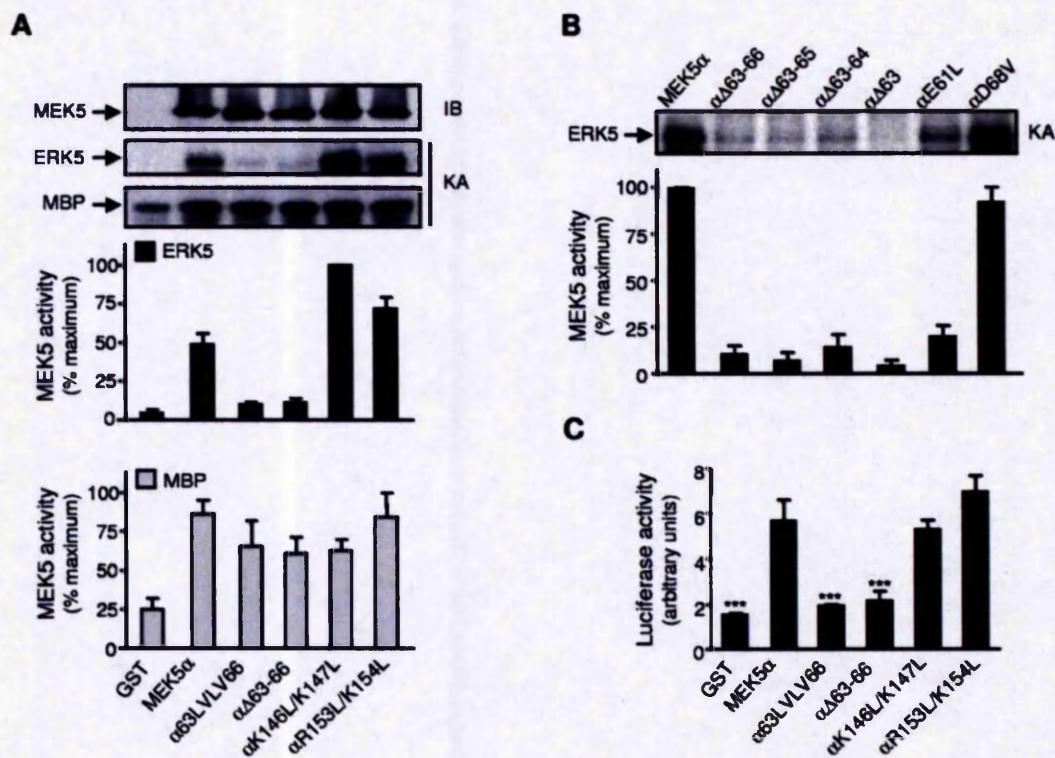 A
MEK5
IB
ERK5
KA
MBP
ERK5
MEK5 activity
(% maximum)
100
75
50
25
0
MBP
MEK5 activity
(% maximum)
100
75
50
25
0
GST
MEK5α
α63LVLV66
αΔ63-66
αK146L/K147L
αR153L/K154L
B
MEK5α
αΔ63-66
αΔ63-65
αΔ63-64
αΔ63
αE61L
αD68V
ERK5
KA
MEK5 activity
(% maximum)
100
75
25
0
C
Luciferase activity
(arbitrary units)
8
6
4
2
0
***
***
***
GST
MEK5α
α63LVLV66
αΔ63-66
αK146L/K147L
αR153L/K154L